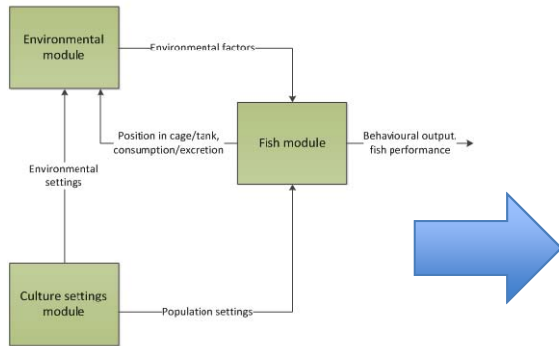 Environmental
module
Environmental factors
Position in cage/tank,
consumption/excretion
Fish module
Behavioural output.
fish performance
Environmental
settings
Culture settings
module
Population settings